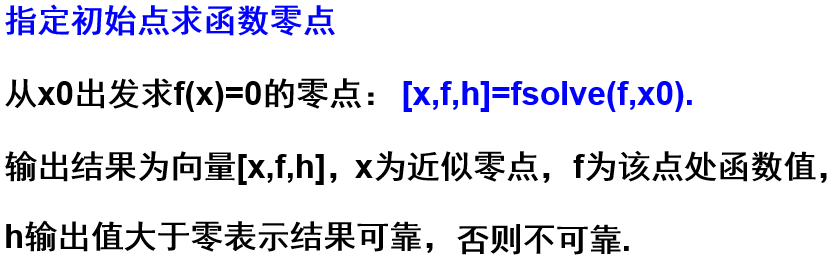 指定初始点求函数零点
从x0出发求f(x)=0的零点：[x,f,h]=fsolve(f,x0).
输出结果为向量[x,f,h]，x为近似零点，f为该点处函数值，
h输出值大于零表示结果可靠，否则不可靠.